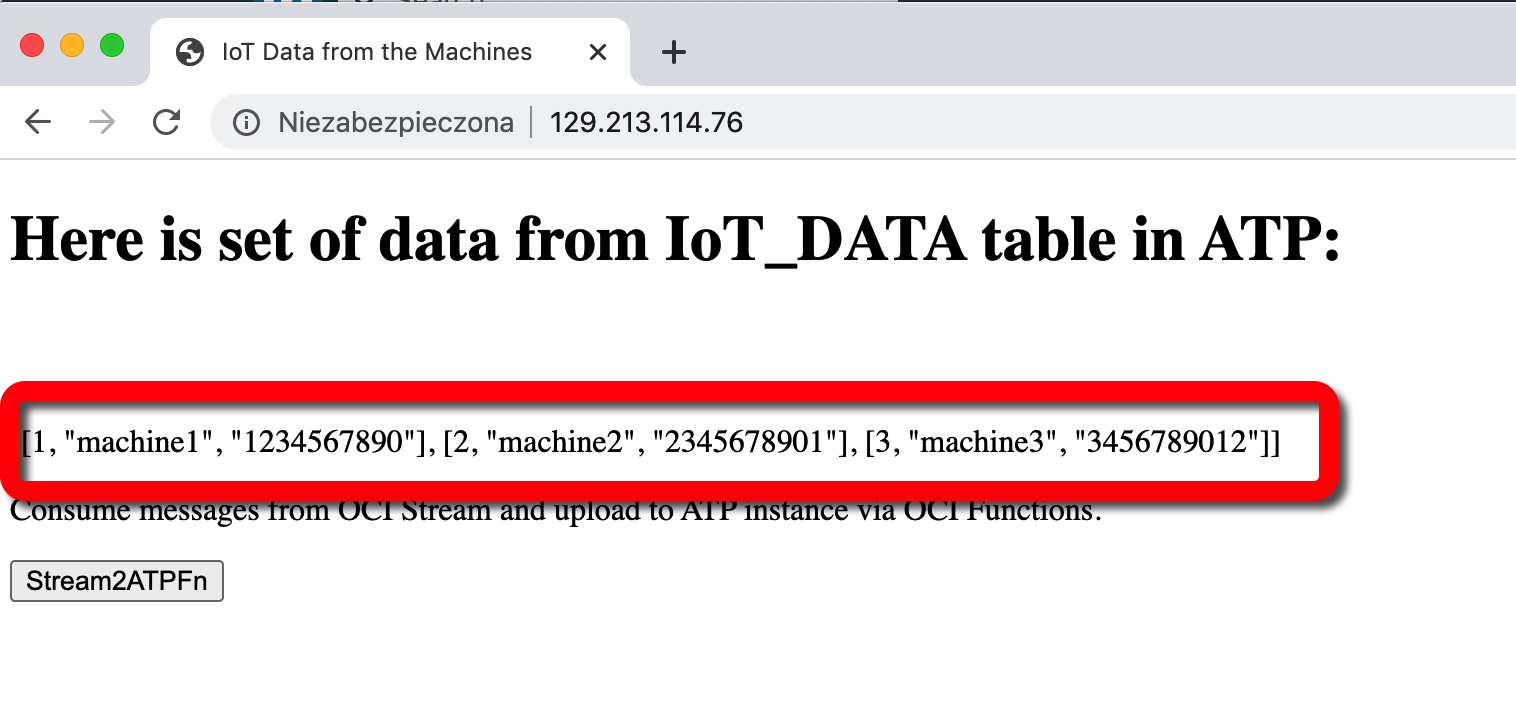 IoT Data from the Machines
Niezabezpieczona 129.213.114.76
Here is set of data from IoT_DATA table in ATP:
[1, "machine1", "1234567890"], [2, "machine2", "2345678901"], [3, "machine3", "3456789012"]]
Consume messages from OCI Stream and upload to ATP instance via OCI Functions.
Stream2ATPFn